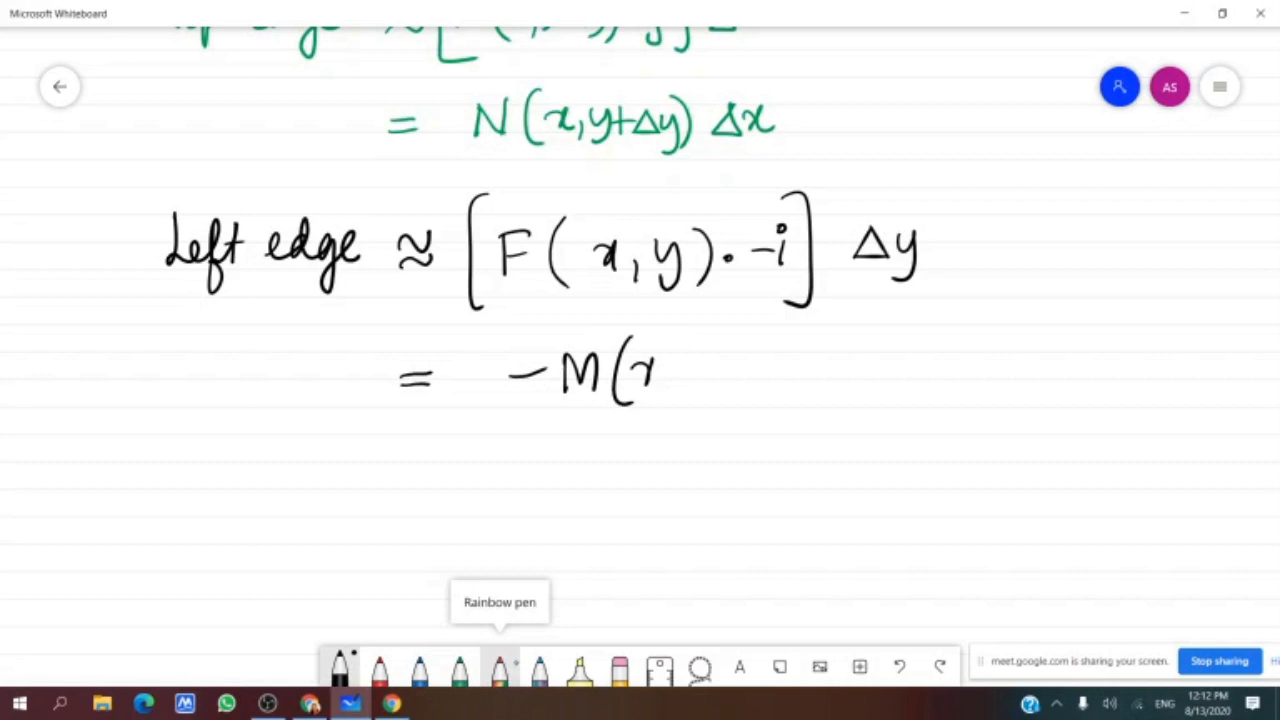 Microsoft Whiteboard
AS
= N(x, y+Δy) Δx
Left edge ≈ [F(x, y) · -i] Δy
= -M(x
Rainbow pen
A
meet.google.com is sharing your screen.
Stop sharing
Hi
ENG
12:12 PM
8/13/2020